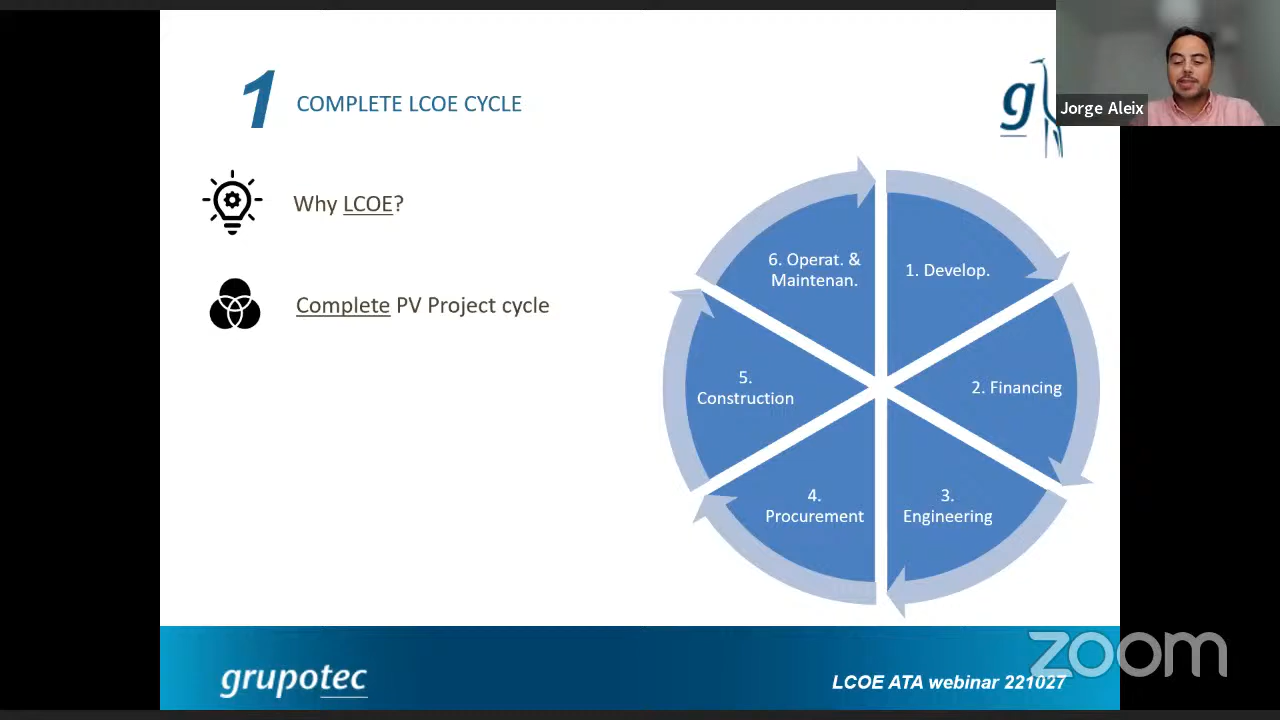 1 COMPLETE LCOE CYCLE
g
Jorge Aleix
Why LCOE?
Complete PV Project cycle
6. Operat. &
Maintenan.
1. Develop.
5.
Construction
2. Financing
4.
Procurement
3.
Engineering
zoom
grupotec
LCOE ATA webinar 221027